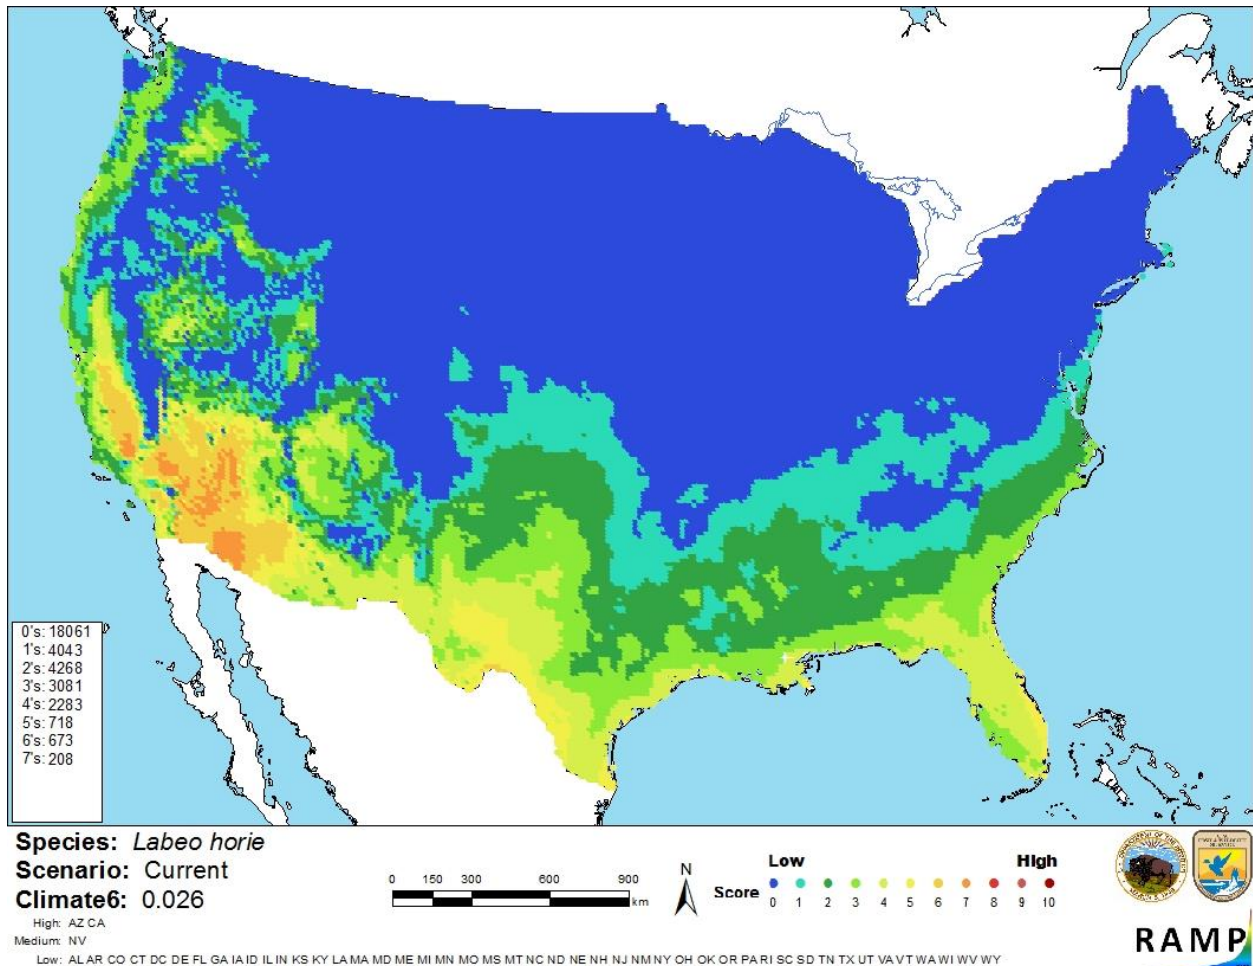 0's: 18061
1's: 4043
2's: 4268
3's: 3081
4's: 2283
5's: 718
6's: 673
7's: 208
Species: Labeo horie
Scenario: Current
Climate6: 0.026
High: AZ CA
Medium: NV
Low: AL AR CO CT DC DE FL GA IA ID IL IN KS KY LA MA MD ME MI MN MO MS MT NC ND NE NH NJ NM NY OH OK OR PA RI SC SD TN TX UT VA VT WA WI WV WY
0 150 300 600 900
km
N
Low High
Score
0 1 2 3 4 5 6 7 8 9 10
RAMP